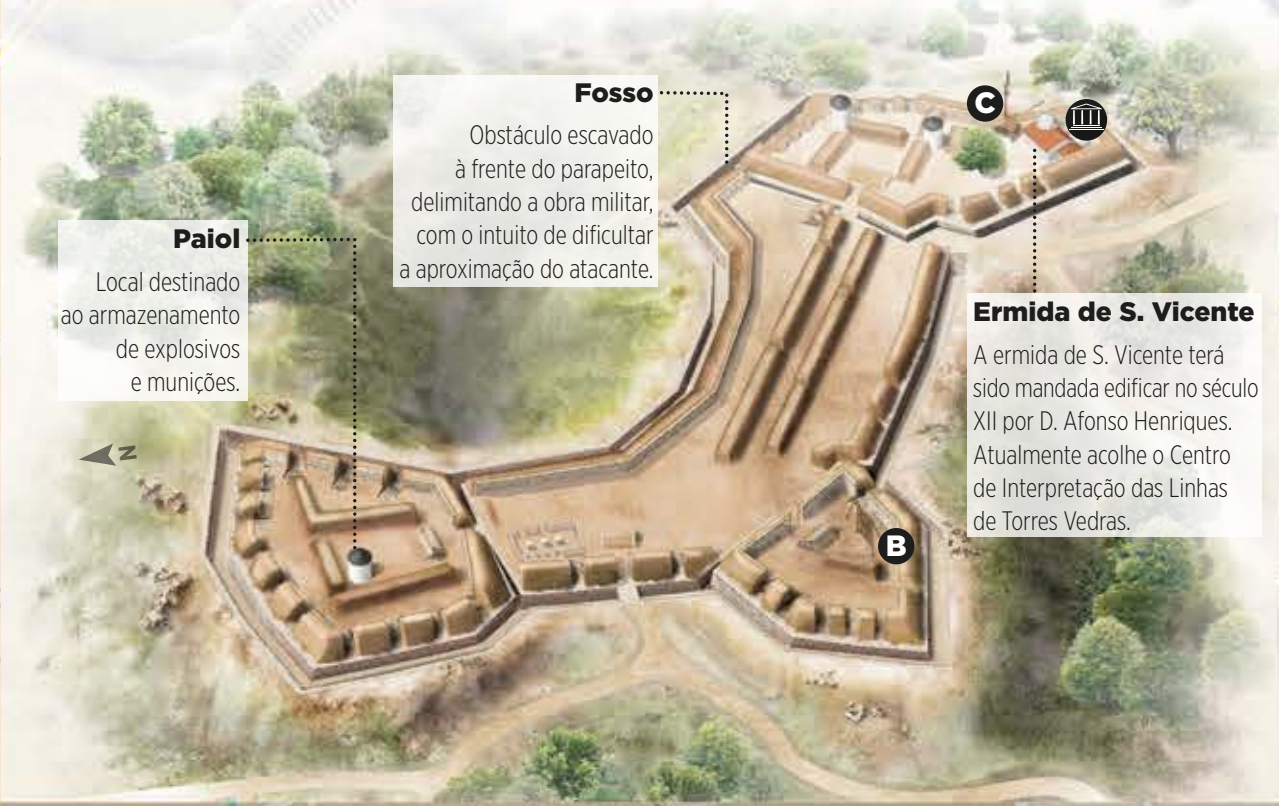 Fosso
Obstáculo escavado
à frente do parapeito,
delimitando a obra militar,
com o intuito de dificultar
a aproximação do atacante.
C
Paiol
Local destinado
ao armazenamento
de explosivos
e munições.
Ermida de S. Vicente
A ermida de S. Vicente terá
sido mandada edificar no século
XII por D. Afonso Henriques.
Atualmente acolhe o Centro
de Interpretação das Linhas
de Torres Vedras.
N
B